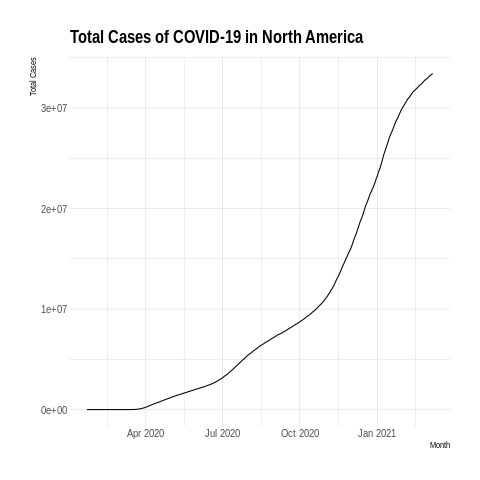 Total Cases of COVID-19 in North America
Total Cases
3e+07
2e+07
1e+07
0e+00
Apr 2020 Jul 2020 Oct 2020 Jan 2021
Month